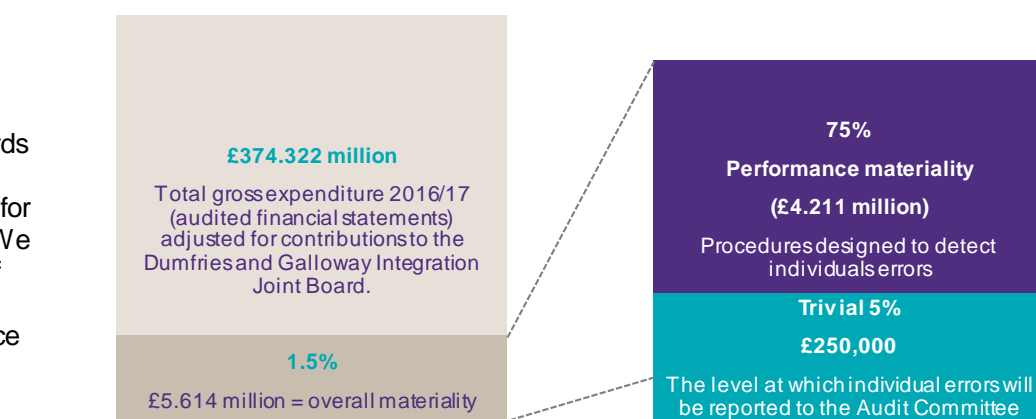 rds
for
We
ce
£374.322 million
Total gross expenditure 2016/17
(audited financial statements)
adjusted for contributions to the
Dumfries and Galloway Integration
Joint Board.
1.5%
£5.614 million = overall materiality
75%
Performance materiality
(£4.211 million)
Procedures designed to detect
individuals errors
Trivial 5%
£250,000
The level at which individual errors will
be reported to the Audit Committee